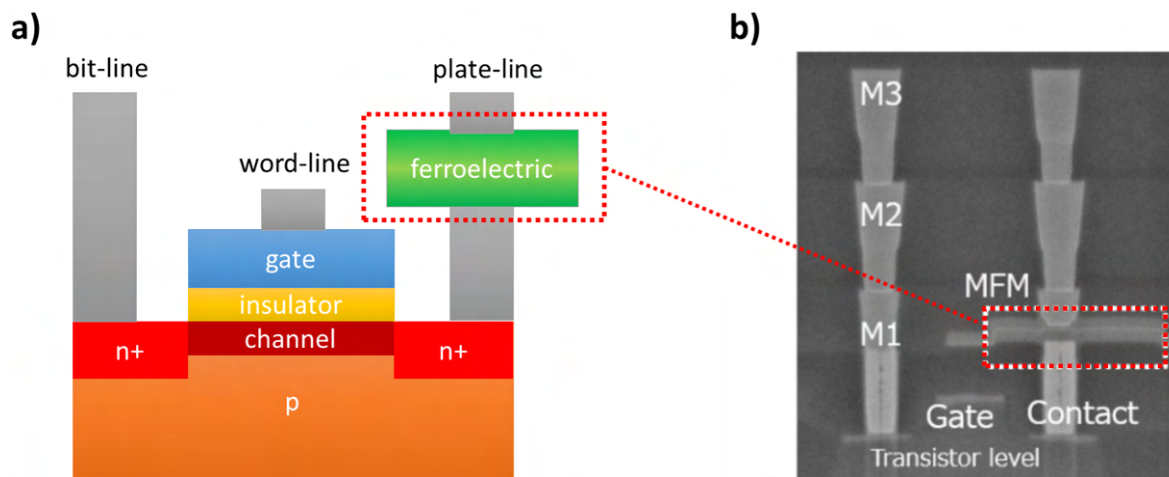 a)
bit-line
plate-line
word-line
ferroelectric
gate
insulator
channel
n+
n+
p
b)
M3
M2
MFM
M1
Gate
Contact
Transistor level